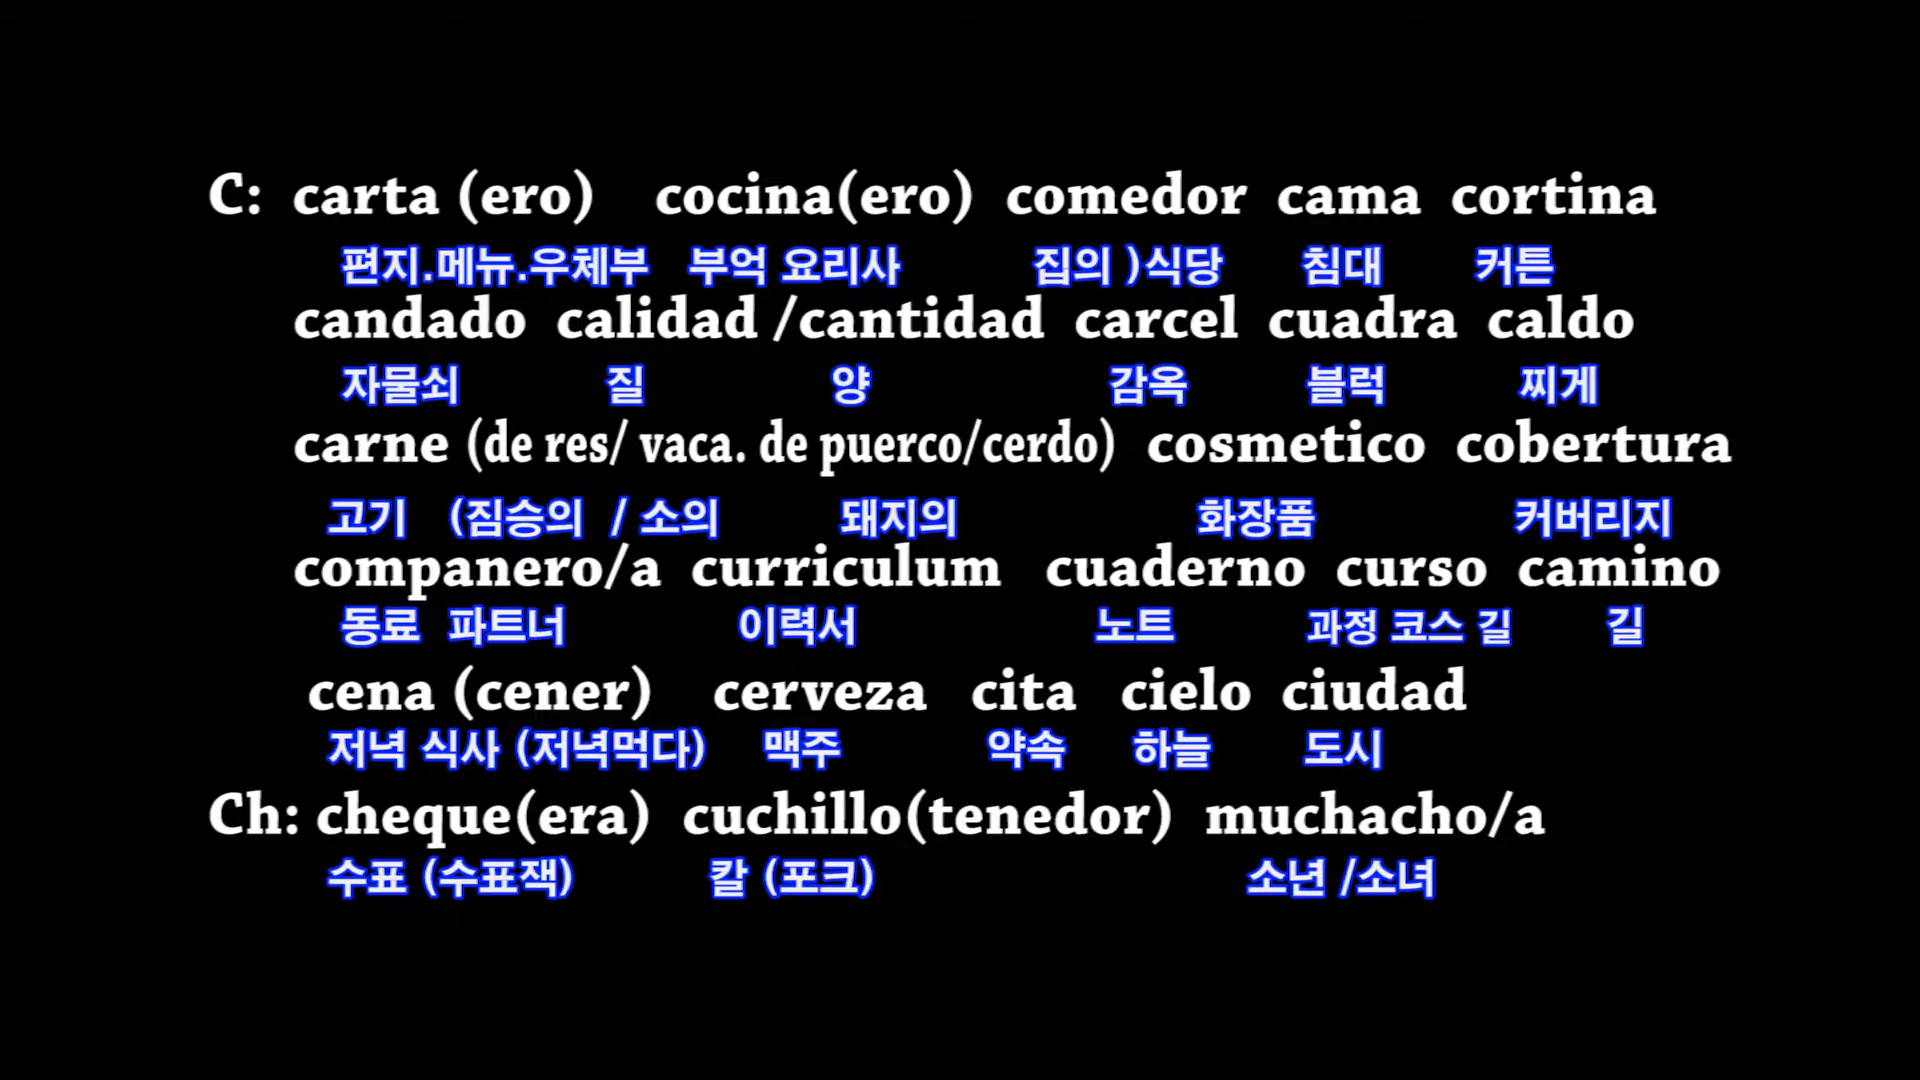 C: carta (ero) cocina(ero) comedor cama cortina
편지.메뉴.우체부 부엌 요리사 집의 )식당 침대 커튼
candado calidad /cantidad carcel cuadra caldo
자물쇠 질 양 감옥 블럭 찌게
carne (de res/ vaca. de puerco/cerdo) cosmetico cobertura
고기 (짐승의 / 소의 돼지의 화장품 커버리지
companero/a curriculum cuaderno curso camino
동료 파트너 이력서 노트 과정 코스 길 길
cena (cener) cerveza cita cielo ciudad
저녁 식사 (저녁먹다) 맥주 약속 하늘 도시
Ch: cheque(era) cuchillo(tenedor) muchacho/a
수표 (수표잭) 칼 (포크) 소년 /소녀